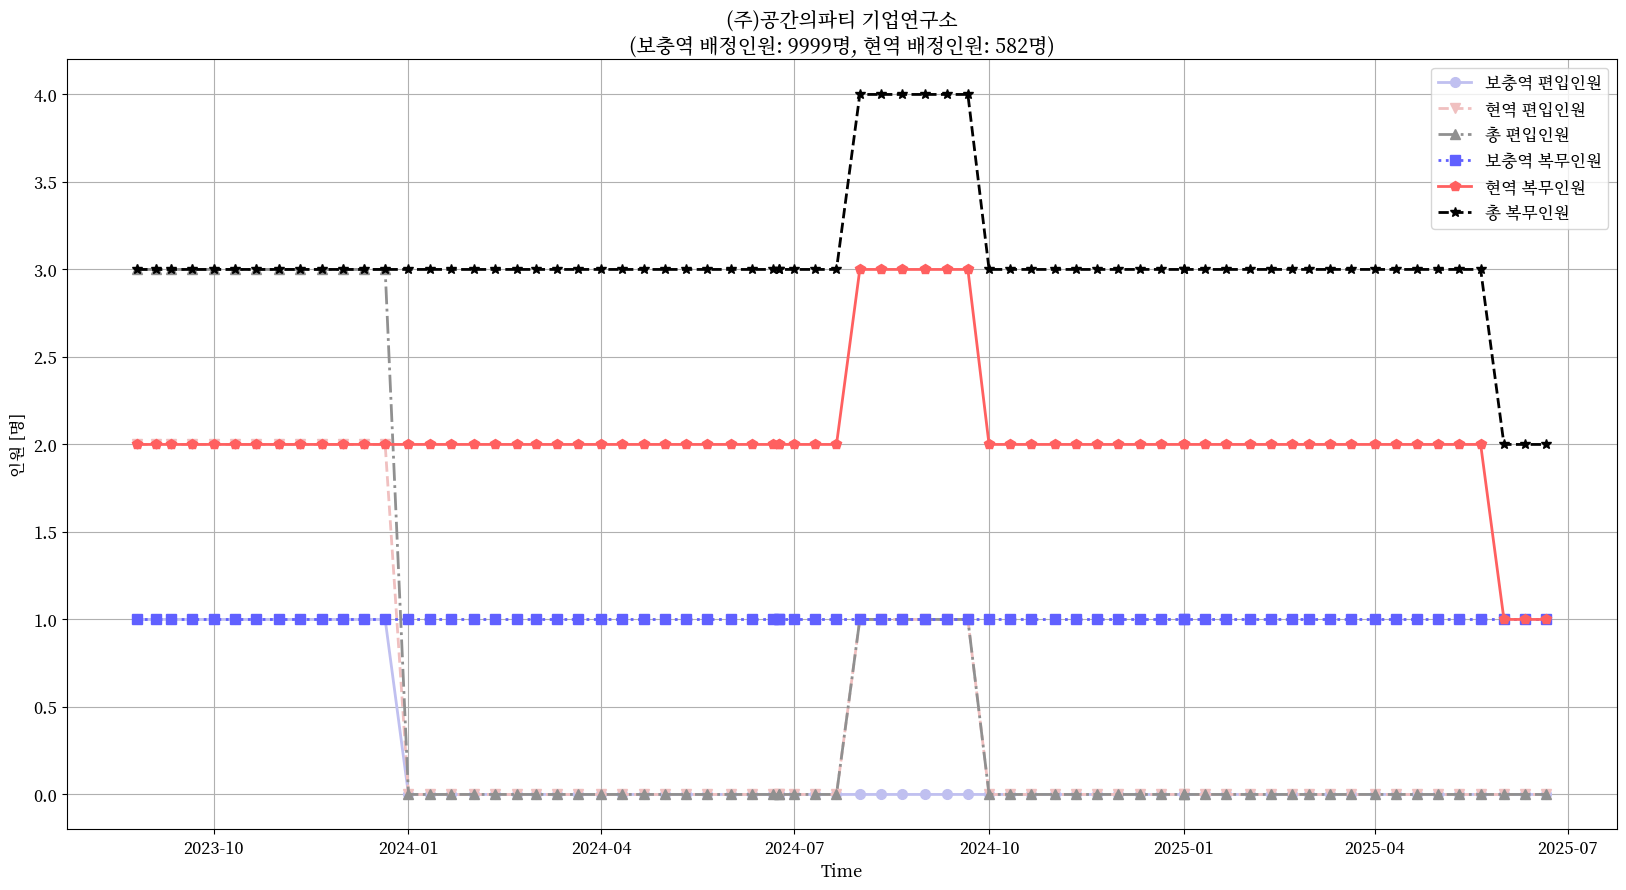 (주)공간의파티 기업연구소
(보충역 배정인원: 9999명, 현역 배정인원: 582명)
보충역 편입인원
현역 편입인원
총 편입인원
보충역 복무인원
현역 복무인원
총 복무인원
4.0
3.5
3.0
2.5
2.0
1.5
1.0
0.5
0.0
인원 [명]
2023-10
2024-01
2024-04
2024-07
2024-10
2025-01
2025-04
2025-07
Time